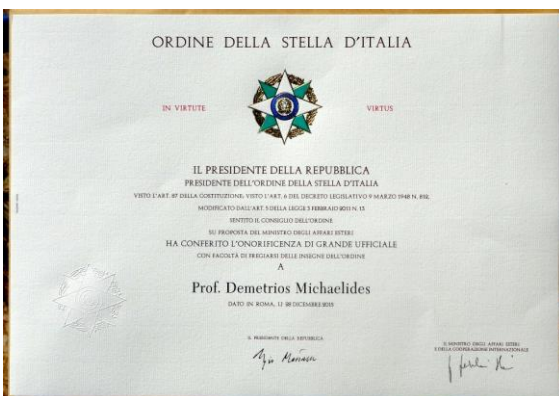 ORDINE DELLA STELLA D'ITALIA
IN VIRTUTE
VIRTUS
IL PRESIDENTE DELLA REPUBBLICA
PRESIDENTE DELL'ORDINE DELLA STELLA D'ITALIA
VISTO L'ART. 87 DELLA COSTITUZIONE; VISTO L'ART. 6 DEL DECRETO LEGISLATIVO 9 MARZO 1948 N. 812,
MODIFICATO DALL'ART. 5 DELLA LEGGE 3 FEBBRAIO 2011 N. 13
SENTITO IL CONSIGLIO DELL'ORDINE
SU PROPOSTA DEL MINISTRO DEGLI AFFARI ESTERI
HA CONFERITO L'ONORIFICENZA DI GRANDE UFFICIALE
CON FACOLTÀ DI FREGIARSI DELLE INSEGNE DELL'ORDINE
A
Prof. Demetrios Michaelides
DATO IN ROMA, 12 DICEMBRE
IL PRESIDENTE DELLA REPUBBLICA
IL MINISTRO DEGLI AFFARI ESTERI
E DELLA COOPERAZIONE INTERNAZIONALE